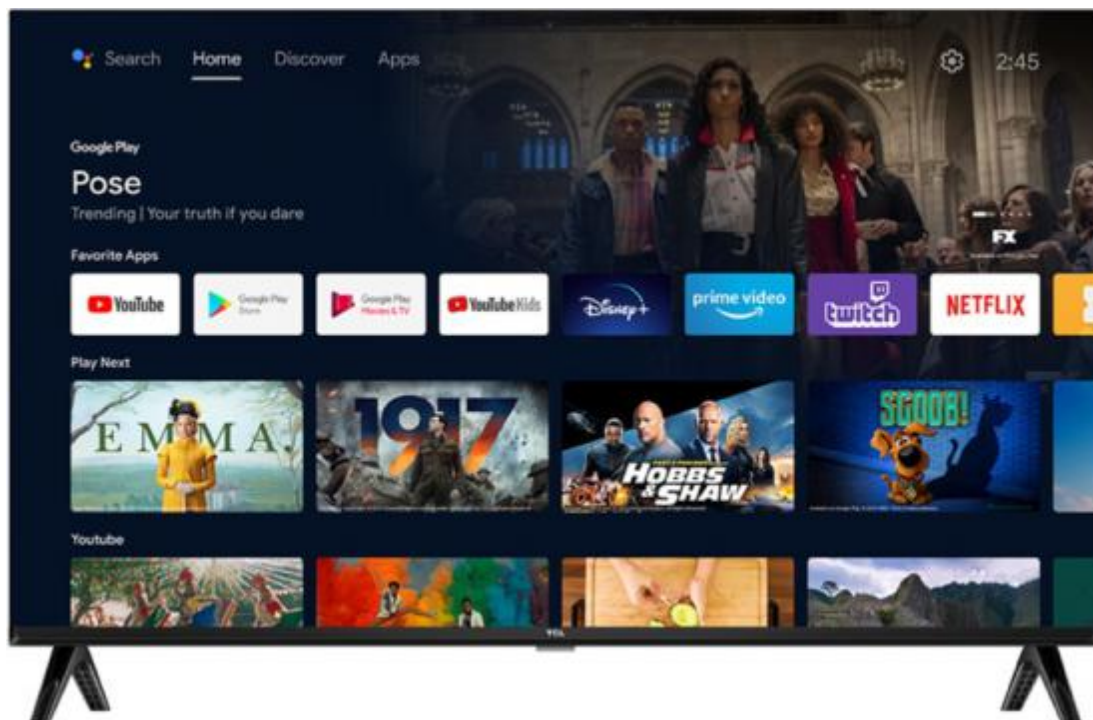 Search Home Discover Apps 2:45
Google Play
Pose
Trending | Your truth if you dare
FX
Favorite Apps
YouTube
Google Play
Store
Google Play
Movies & TV
YouTube Kids
Disney+
prime video
twitch
NETFLIX
Play Next
EMMA.
1917
HOBBS
& SHAW
SCOOB!
Youtube
TCL